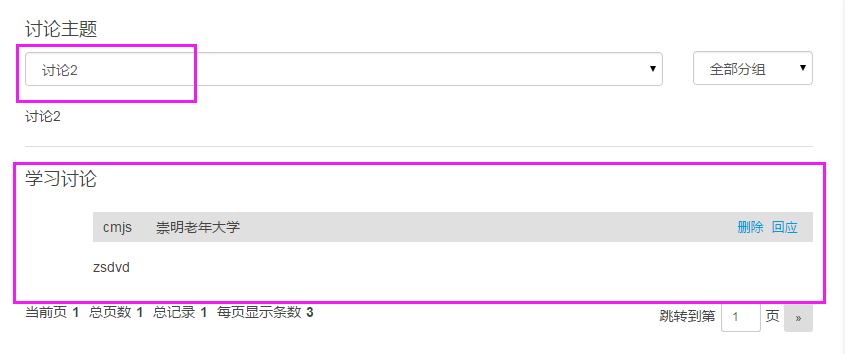 讨论主题
讨论2 全部分组
讨论2
学习讨论
cmjs 崇明老年大学 删除 回应
zsdvd
当前页 1 总页数 1 总记录 1 每页显示条数 3 跳转到第 1 页 »